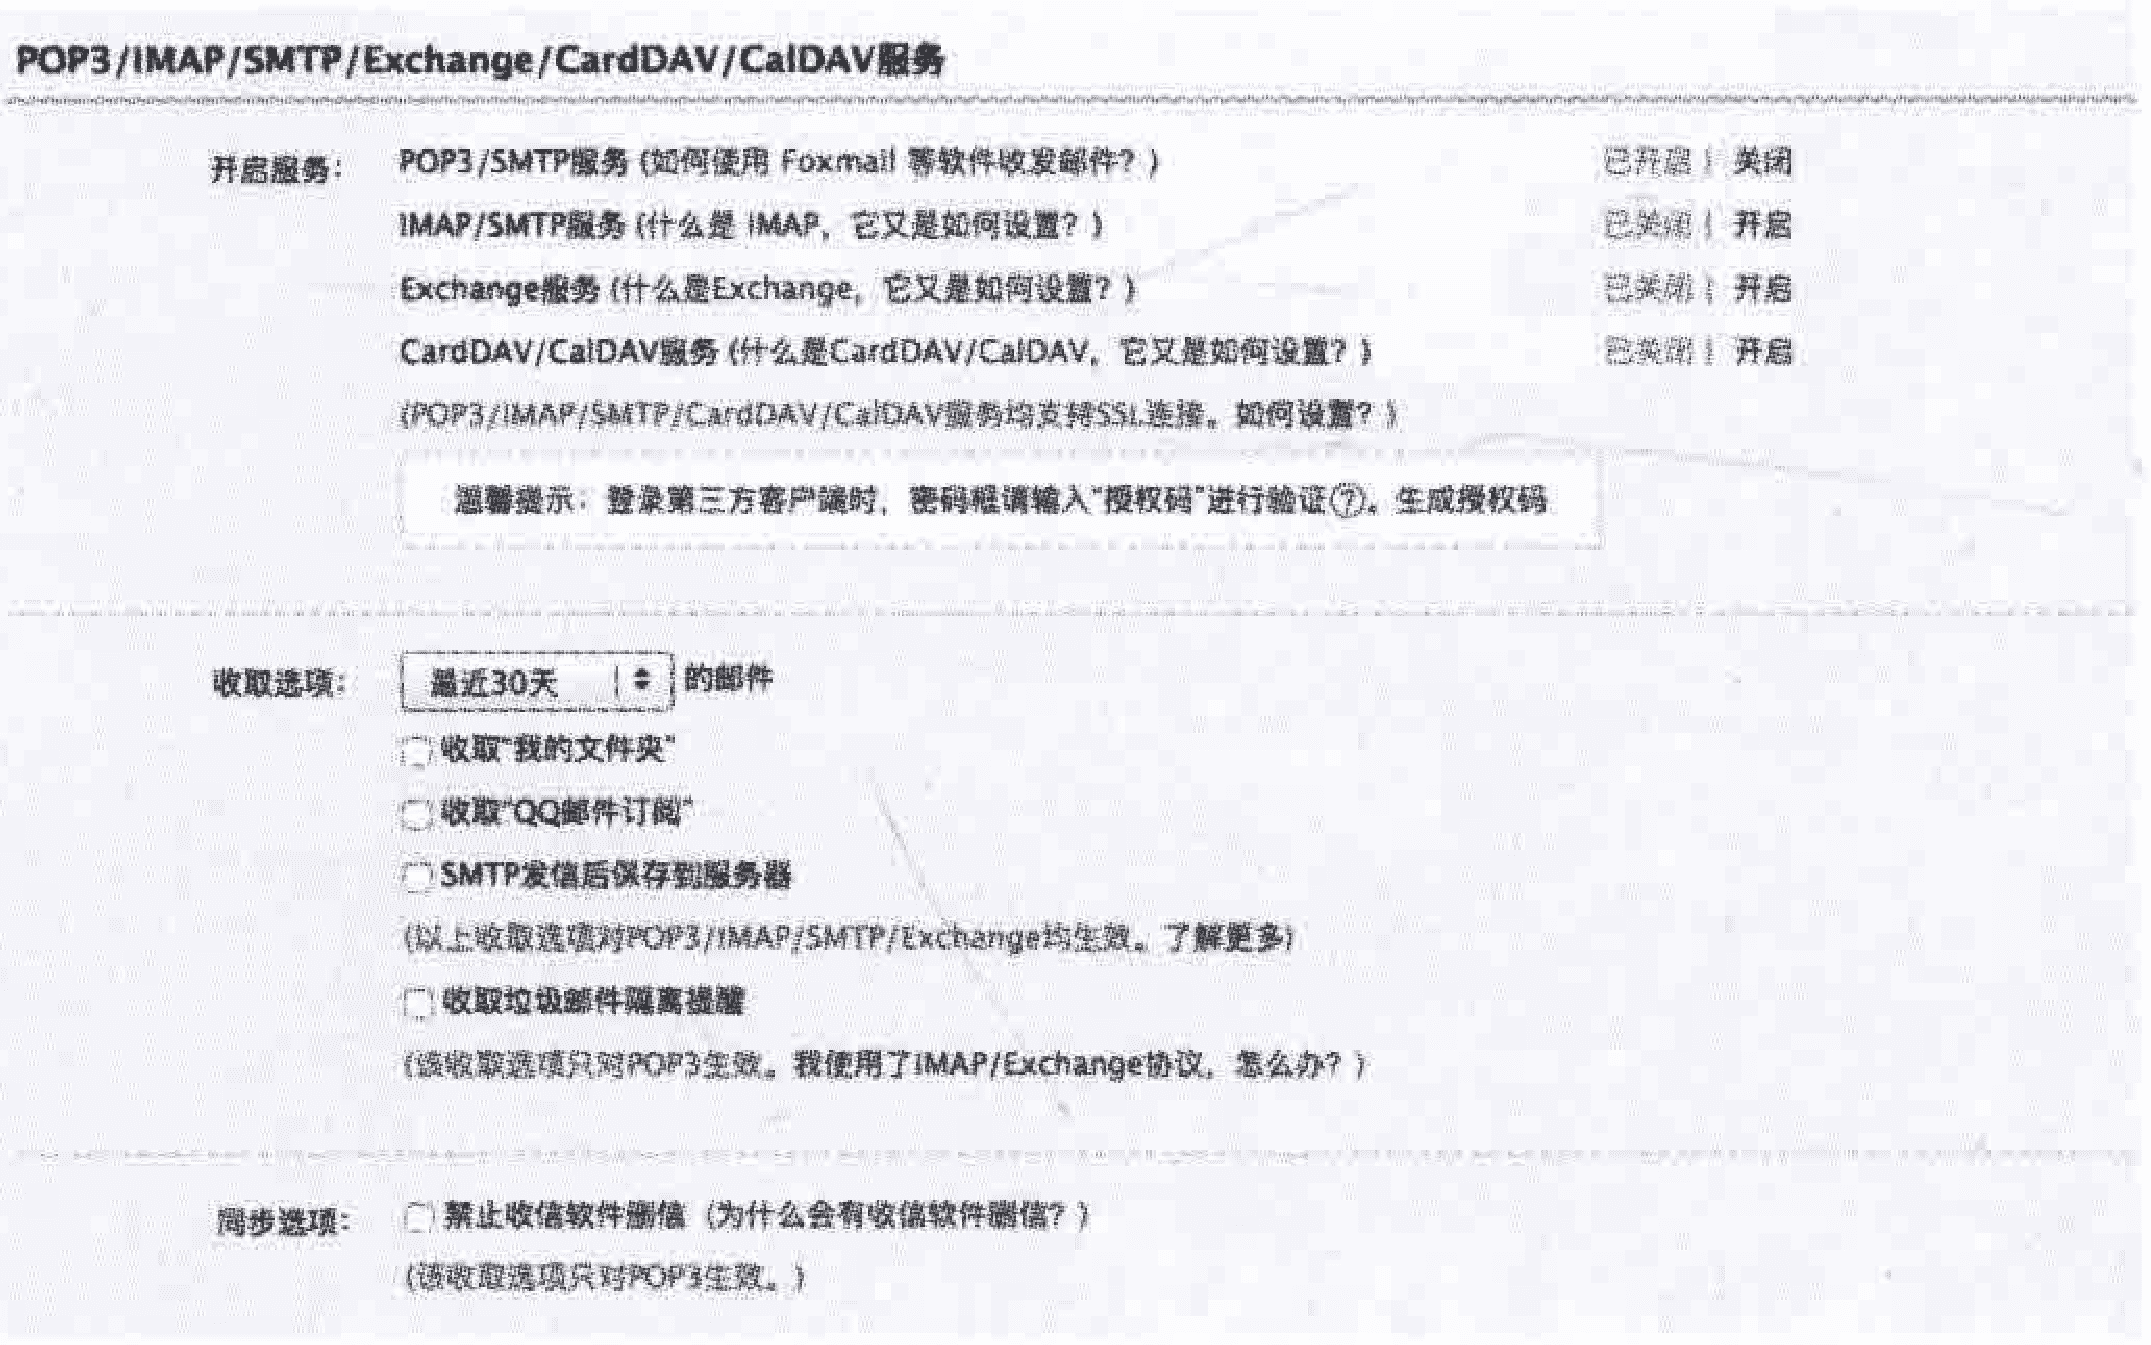 POP3/IMAP/SMTP/Exchange/CardDAV/CalDAV服务
开启服务: POP3/SMTP服务 (如何使用 Foxmail 等软件收发邮件? ) 已开启 | 关闭
IMAP/SMTP服务 (什么是 IMAP, 它又是如何设置? ) 已关闭 | 开启
Exchange服务 (什么是Exchange, 它又是如何设置? ) 已关闭 | 开启
CardDAV/CalDAV服务 (什么是CardDAV/CalDAV, 它又是如何设置? ) 已关闭 | 开启
(POP3/IMAP/SMTP/CardDAV/CalDAV服务均支持SSL连接。如何设置? )
温馨提示: 登录第三方客户端时, 密码框请输入“授权码”进行验证?。生成授权码
收取选项: 最近30天 的邮件
收取“我的文件夹”
收取“QQ邮件订阅”
SMTP发信后保存到服务器
(以上收取选项对POP3/IMAP/SMTP/Exchange均生效。了解更多)
收取垃圾邮件隔离提醒
(该收取选项只对POP3生效。我使用了IMAP/Exchange协议, 怎么办? )
同步选项: 禁止收信软件删信 (为什么会有收信软件删信? )
(该收取选项只对POP3生效。)